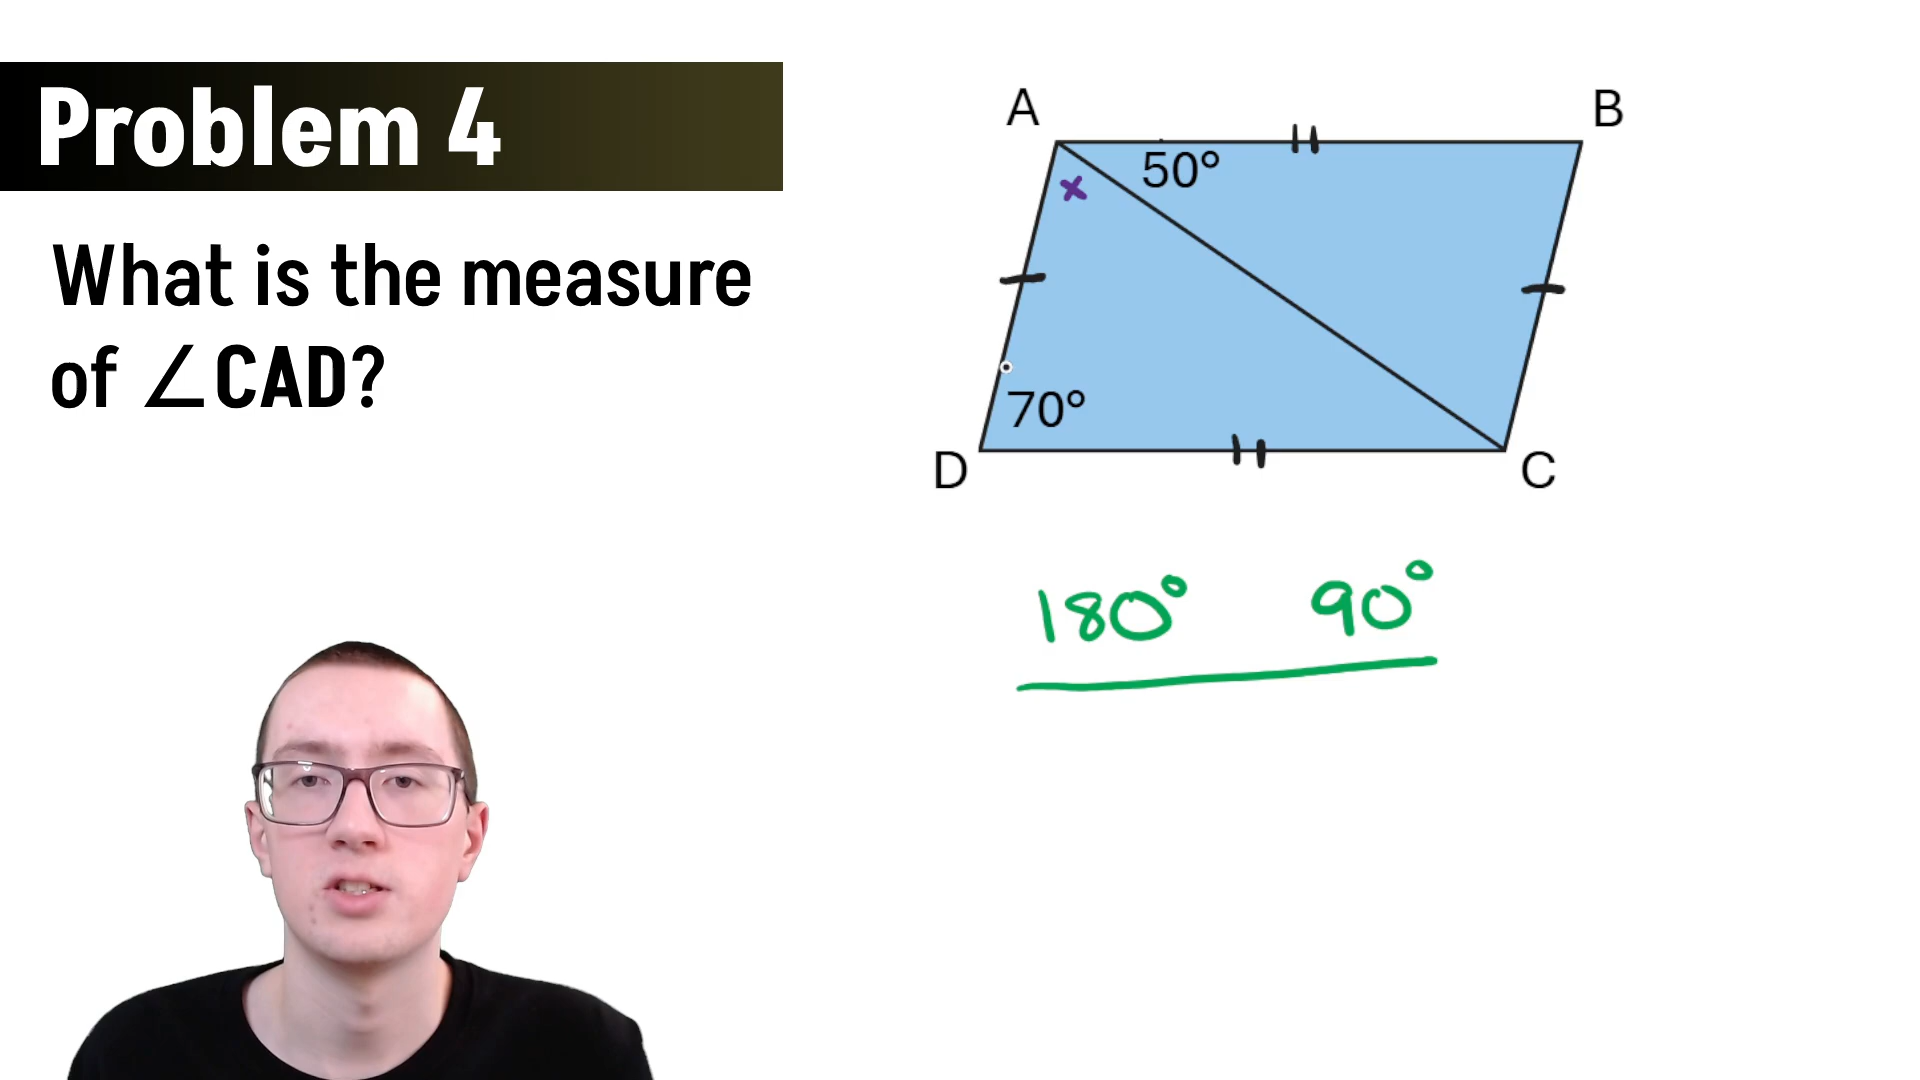 Problem 4
What is the measure
of ∠CAD?
A
B
50°
x
70°
D
C
180° 90°